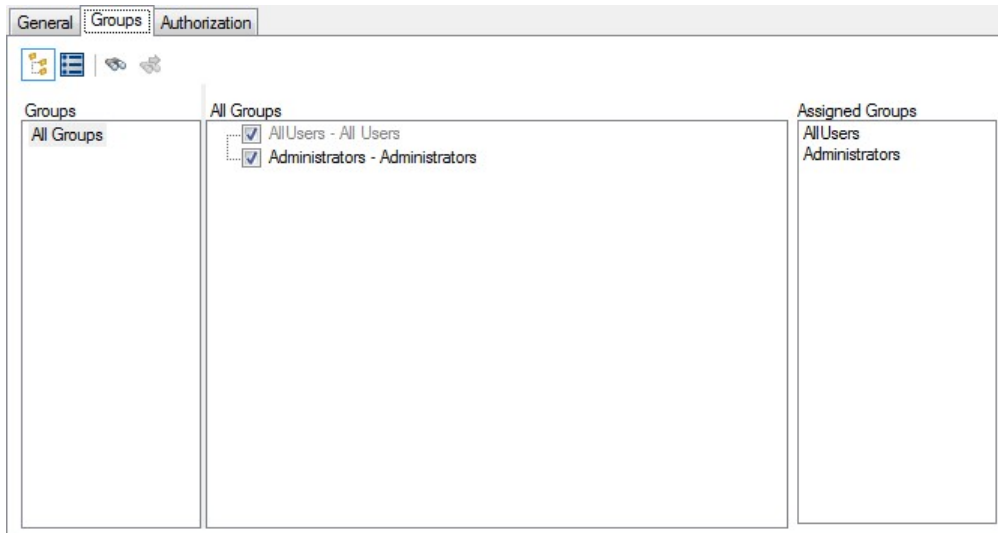 General Groups Authorization
Groups
All Groups
All Groups
AllUsers - All Users
Administrators - Administrators
Assigned Groups
AllUsers
Administrators